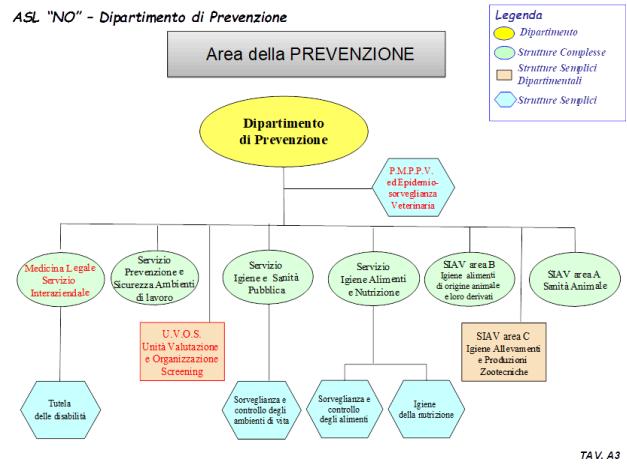 ASL "NO" – Dipartimento di Prevenzione
Legenda
Dipartimento
Strutture Complesse
Strutture Semplici
Dipartimentali
Strutture Semplici
Area della PREVENZIONE
Dipartimento
di Prevenzione
P.M.P.P.V.
ed Epidemio-
sorveglianza
Veterinaria
Medicina Legale
Servizio
Interaziendale
Servizio
Prevenzione e
Sicurezza Ambienti
di lavoro
Servizio
Igiene e Sanità
Pubblica
Servizio
Igiene Alimenti
e Nutrizione
SIAV area B
Igiene alimenti
di origine animale
e loro derivati
SIAV area A
Sanità Animale
U.V.O.S.
Unità Valutazione
e Organizzazione
Screening
SIAV area C
Igiene Allevamenti
e Produzioni
Zootecniche
Tutela
delle disabilità
Sorveglianza e
controllo degli
ambienti di vita
Sorveglianza e
controllo
degli alimenti
Igiene
della nutrizione
TAV. A3